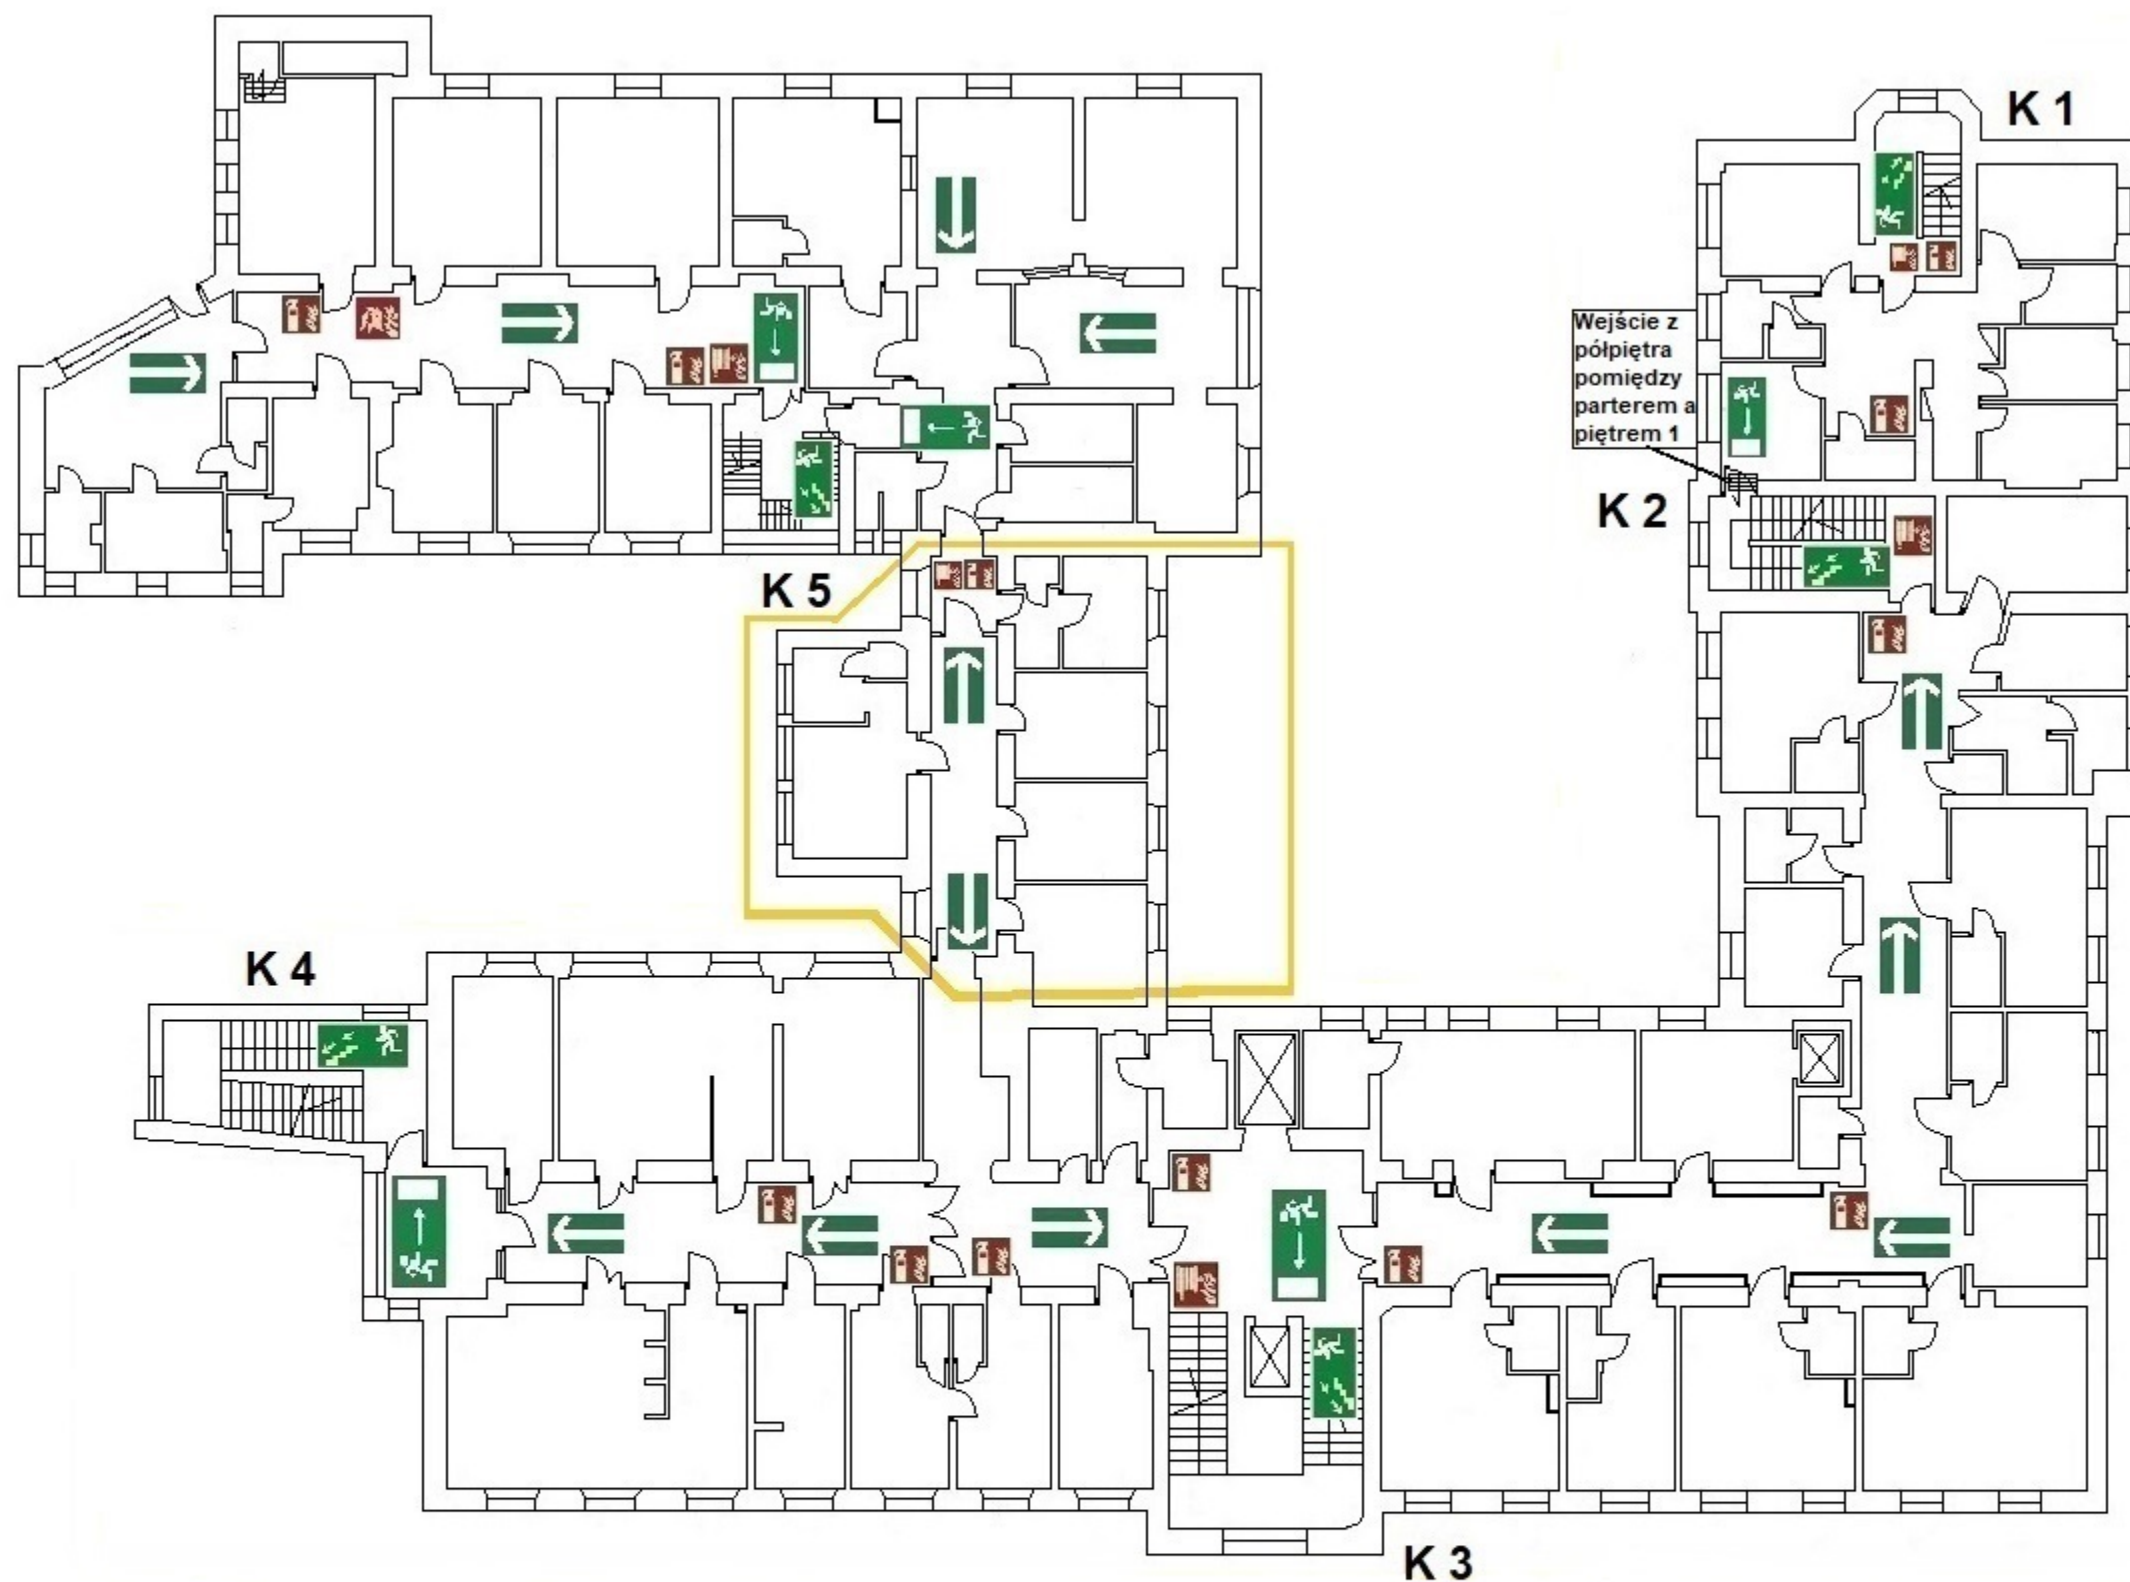 K 1
Wejście z
półpiętra
pomiędzy
parterem a
piętrem 1
K 2
K 5
K 4
K 3